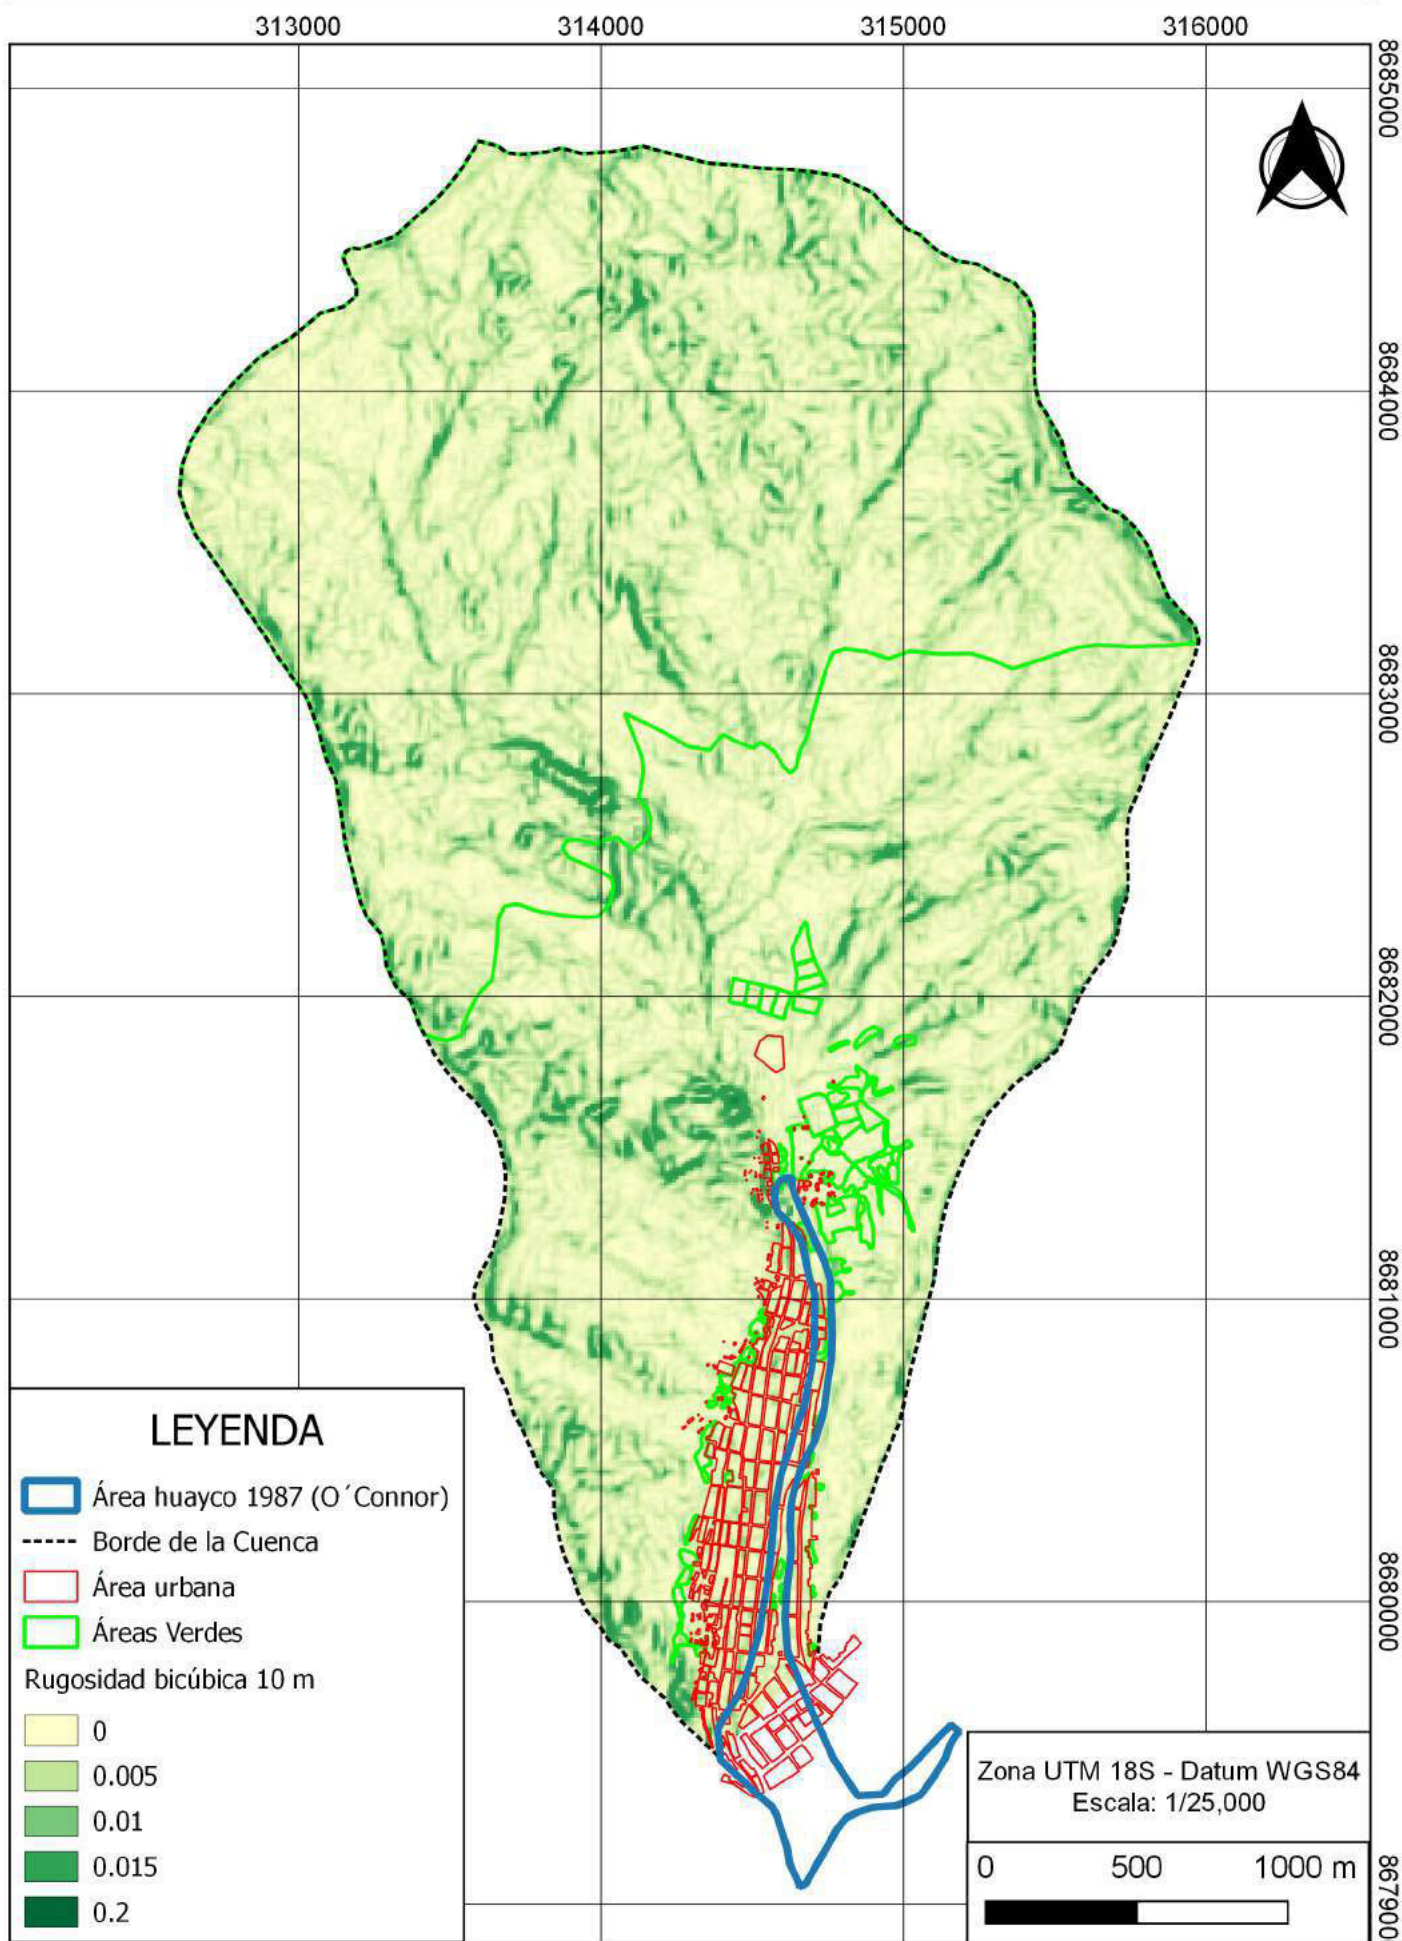 313000 314000 315000 316000
8685000
8684000
8683000
8682000
8681000
8680000
8679000
LEYENDA
Área huayco 1987 (O´Connor)
Borde de la Cuenca
Área urbana
Áreas Verdes
Rugosidad bicúbica 10 m
0
0.005
0.01
0.015
0.2
Zona UTM 18S - Datum WGS84
Escala: 1/25,000
0 500 1000 m